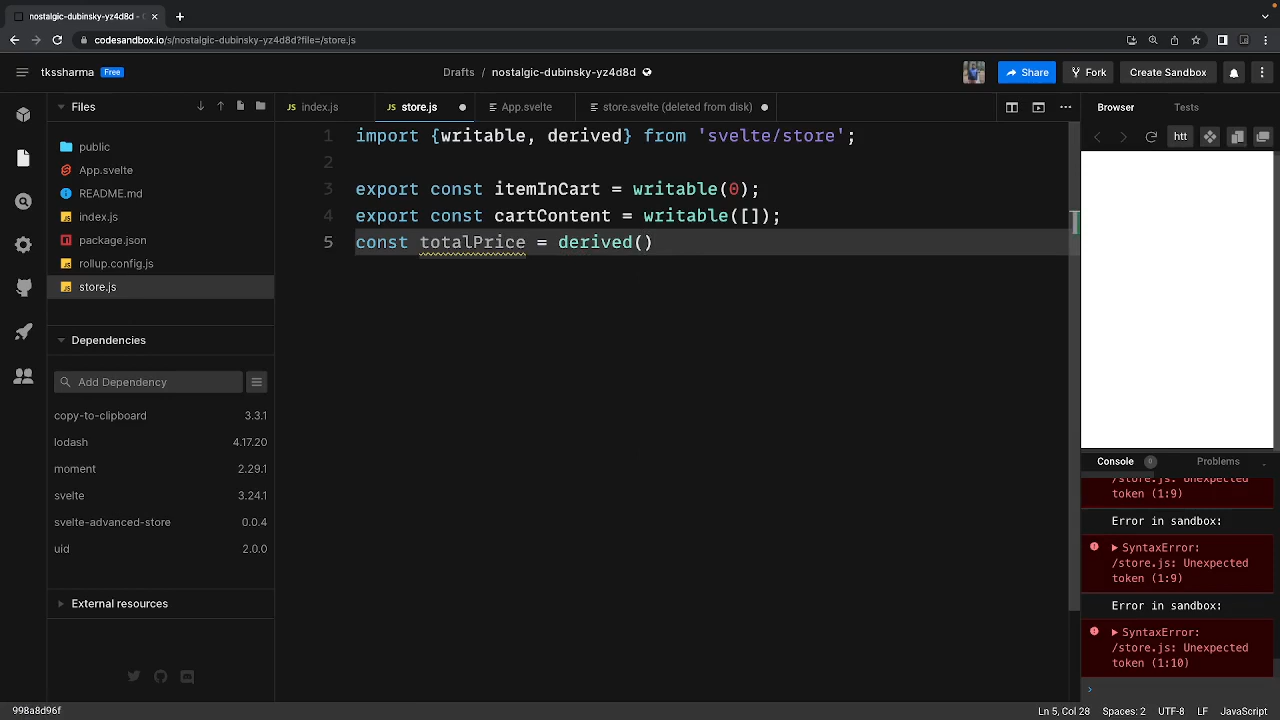 nostalgic-dubinsky-yz4d8d - C
codesandbox.io/s/nostalgic-dubinsky-yz4d8d?file=/store.js
tkssharma Free
Drafts / nostalgic-dubinsky-yz4d8d
Share
Fork
Create Sandbox
Files
index.js
store.js
App.svelte
store.svelte (deleted from disk)
Browser
Tests
htt
public
App.svelte
README.md
index.js
package.json
rollup.config.js
store.js
Dependencies
Add Dependency
copy-to-clipboard 3.3.1
lodash 4.17.20
moment 2.29.1
svelte 3.24.1
svelte-advanced-store 0.0.4
uid 2.0.0
External resources
1 import {writable, derived} from 'svelte/store';
2
3 export const itemInCart = writable(0);
4 export const cartContent = writable([]);
5 const totalPrice = derived()
Console 0 Problems
/store.js: Unexpected
token (1:9)
Error in sandbox:
SyntaxError:
/store.js: Unexpected
token (1:9)
Error in sandbox:
SyntaxError:
/store.js: Unexpected
token (1:10)
998a8d96f
Ln 5, Col 28 Spaces: 2 UTF-8 LF JavaScript